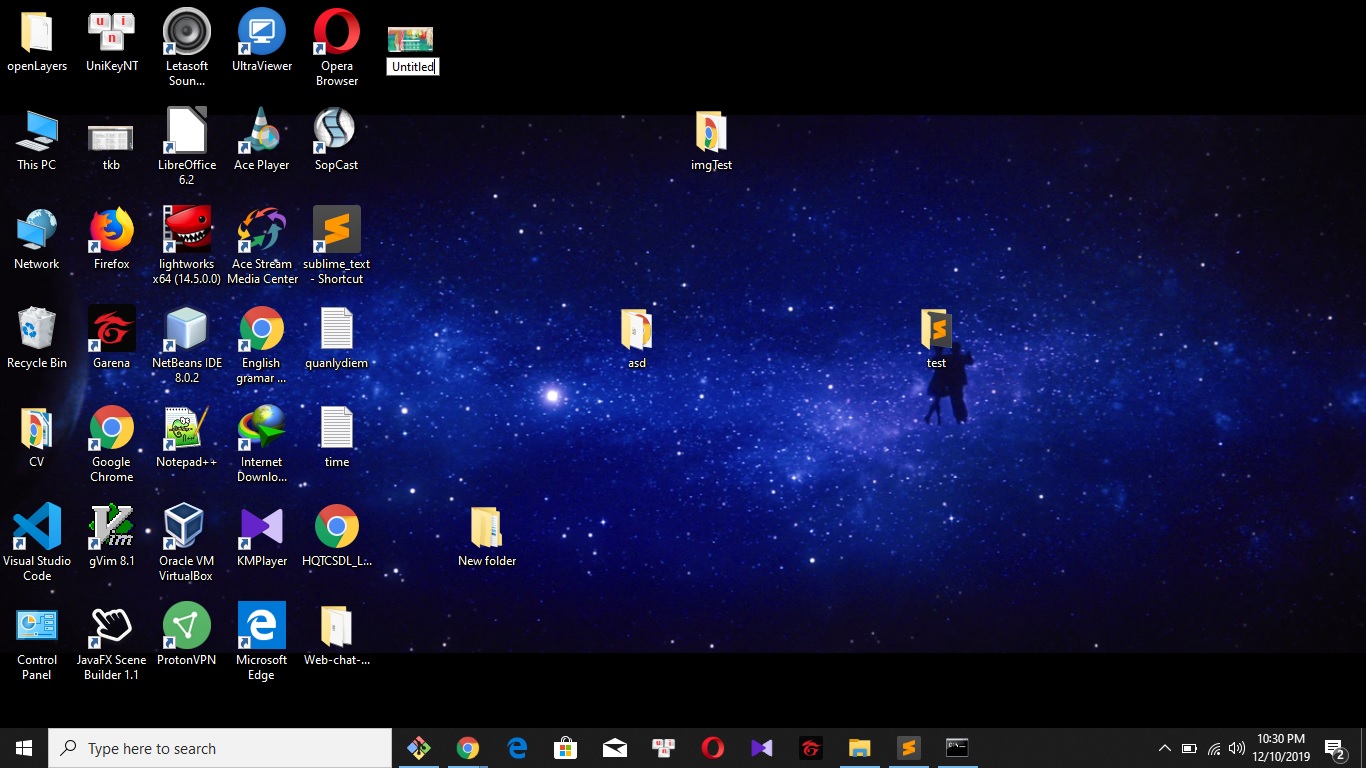 openLayers
UniKeyNT
Letasoft
Soun...
UltraViewer
Opera
Browser
Untitled
This PC
tkb
LibreOffice
6.2
Ace Player
SopCast
imgTest
Network
Firefox
lightworks
x64 (14.5.0.0)
Ace Stream
Media Center
sublime_text
- Shortcut
Recycle Bin
Garena
NetBeans IDE
8.0.2
English
gramar ...
quanlydiem
asd
test
CV
Google
Chrome
Notepad++
Internet
Downlo...
time
Visual Studio
Code
gVim 8.1
Oracle VM
VirtualBox
KMPlayer
HQTCSDL_L...
New folder
Control
Panel
JavaFX Scene
Builder 1.1
ProtonVPN
Microsoft
Edge
Web-chat-...
Type here to search
10:30 PM
12/10/2019
2